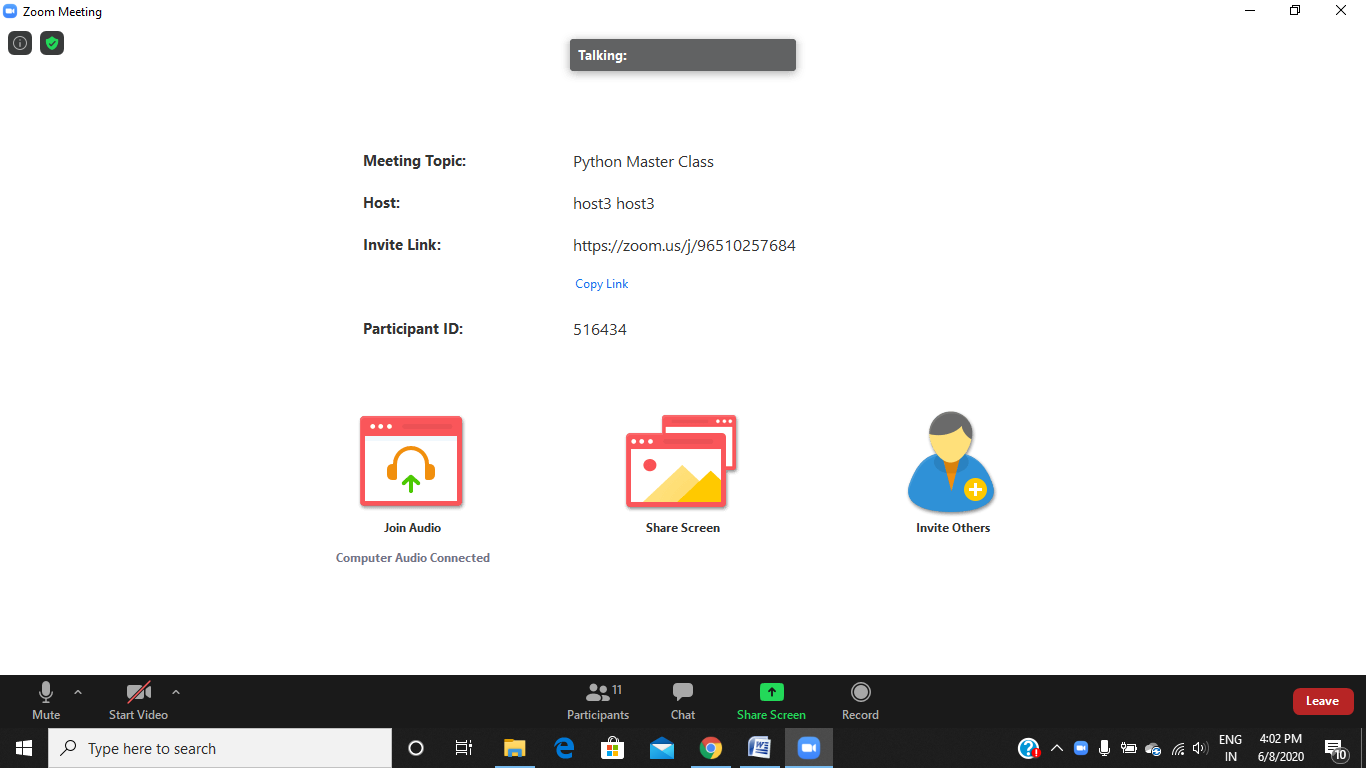 Zoom Meeting
Talking:
Meeting Topic: Python Master Class
Host: host3 host3
Invite Link: https://zoom.us/j/96510257684
Copy Link
Participant ID: 516434
Join Audio Share Screen Invite Others
Computer Audio Connected
Mute Start Video Participants 11 Chat Share Screen Record Leave
Type here to search
ENG 4:02 PM
IN 6/8/2020 10